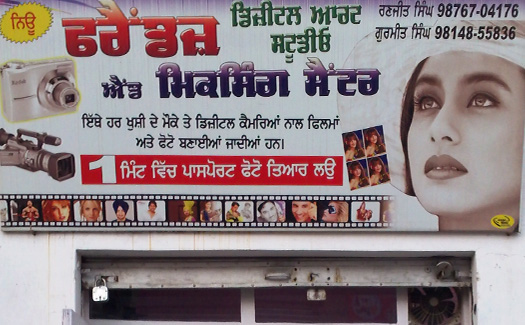 ਨਿਊ
ਫਰੈਂਡਜ਼ ਡਿਜ਼ੀਟਲ ਆਰਟ ਸਟੂਡੀਓ
ਐਂਡ ਮਿਕਸਿੰਗ ਸੈਂਟਰ
ਰਣਜੀਤ ਸਿੰਘ 98767-04176
ਗੁਰਮੀਤ ਸਿੰਘ 98148-55836
ਇੱਥੇ ਹਰ ਖੁਸ਼ੀ ਦੇ ਮੌਕੇ ਤੇ ਡਿਜ਼ੀਟਲ ਕੈਮਰਿਆਂ ਨਾਲ ਫਿਲਮਾਂ
ਅਤੇ ਫੋਟੋ ਬਣਾਈਆਂ ਜਾਂਦੀਆਂ ਹਨ।
1 ਮਿੰਟ ਵਿੱਚ ਪਾਸਪੋਰਟ ਫੋਟੋ ਤਿਆਰ ਲਓ